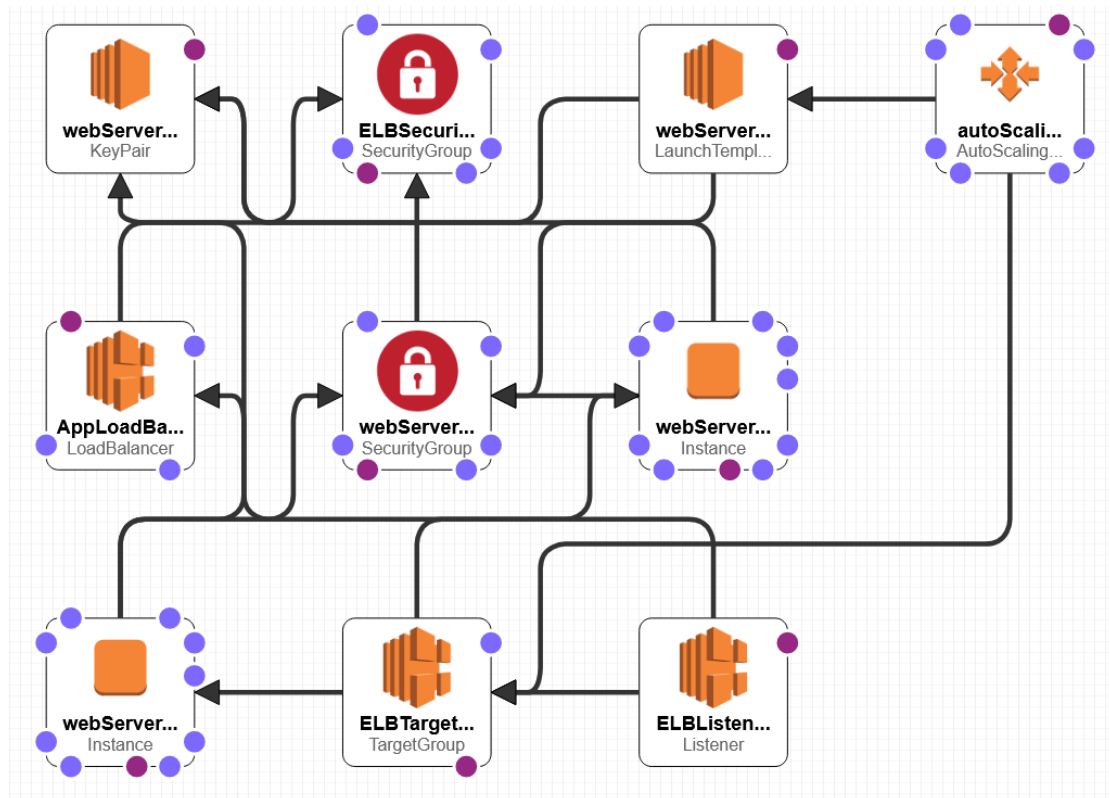 webServer...
KeyPair
ELBSecuri...
SecurityGroup
webServer...
LaunchTempl...
autoScali...
AutoScaling...
AppLoadBa...
LoadBalancer
webServer...
SecurityGroup
webServer...
Instance
webServer...
Instance
ELBTarget...
TargetGroup
ELBListen...
Listener